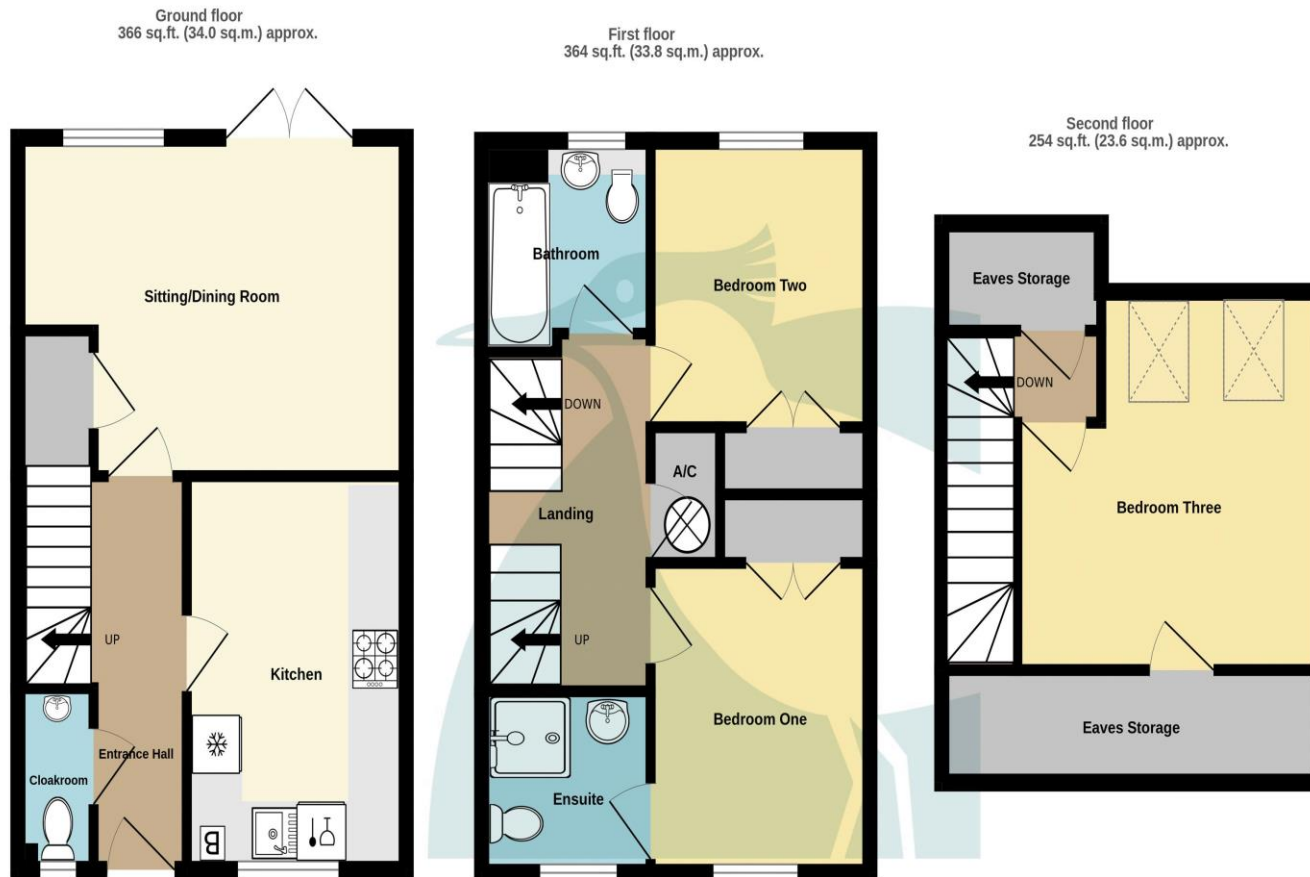 Ground floor
366 sq.ft. (34.0 sq.m.) approx.
Sitting/Dining Room
UP
Kitchen
Entrance Hall
Cloakroom
B
First floor
364 sq.ft. (33.8 sq.m.) approx.
Bathroom
Bedroom Two
DOWN
A/C
Landing
UP
Bedroom One
Ensuite
Second floor
254 sq.ft. (23.6 sq.m.) approx.
Eaves Storage
DOWN
Bedroom Three
Eaves Storage